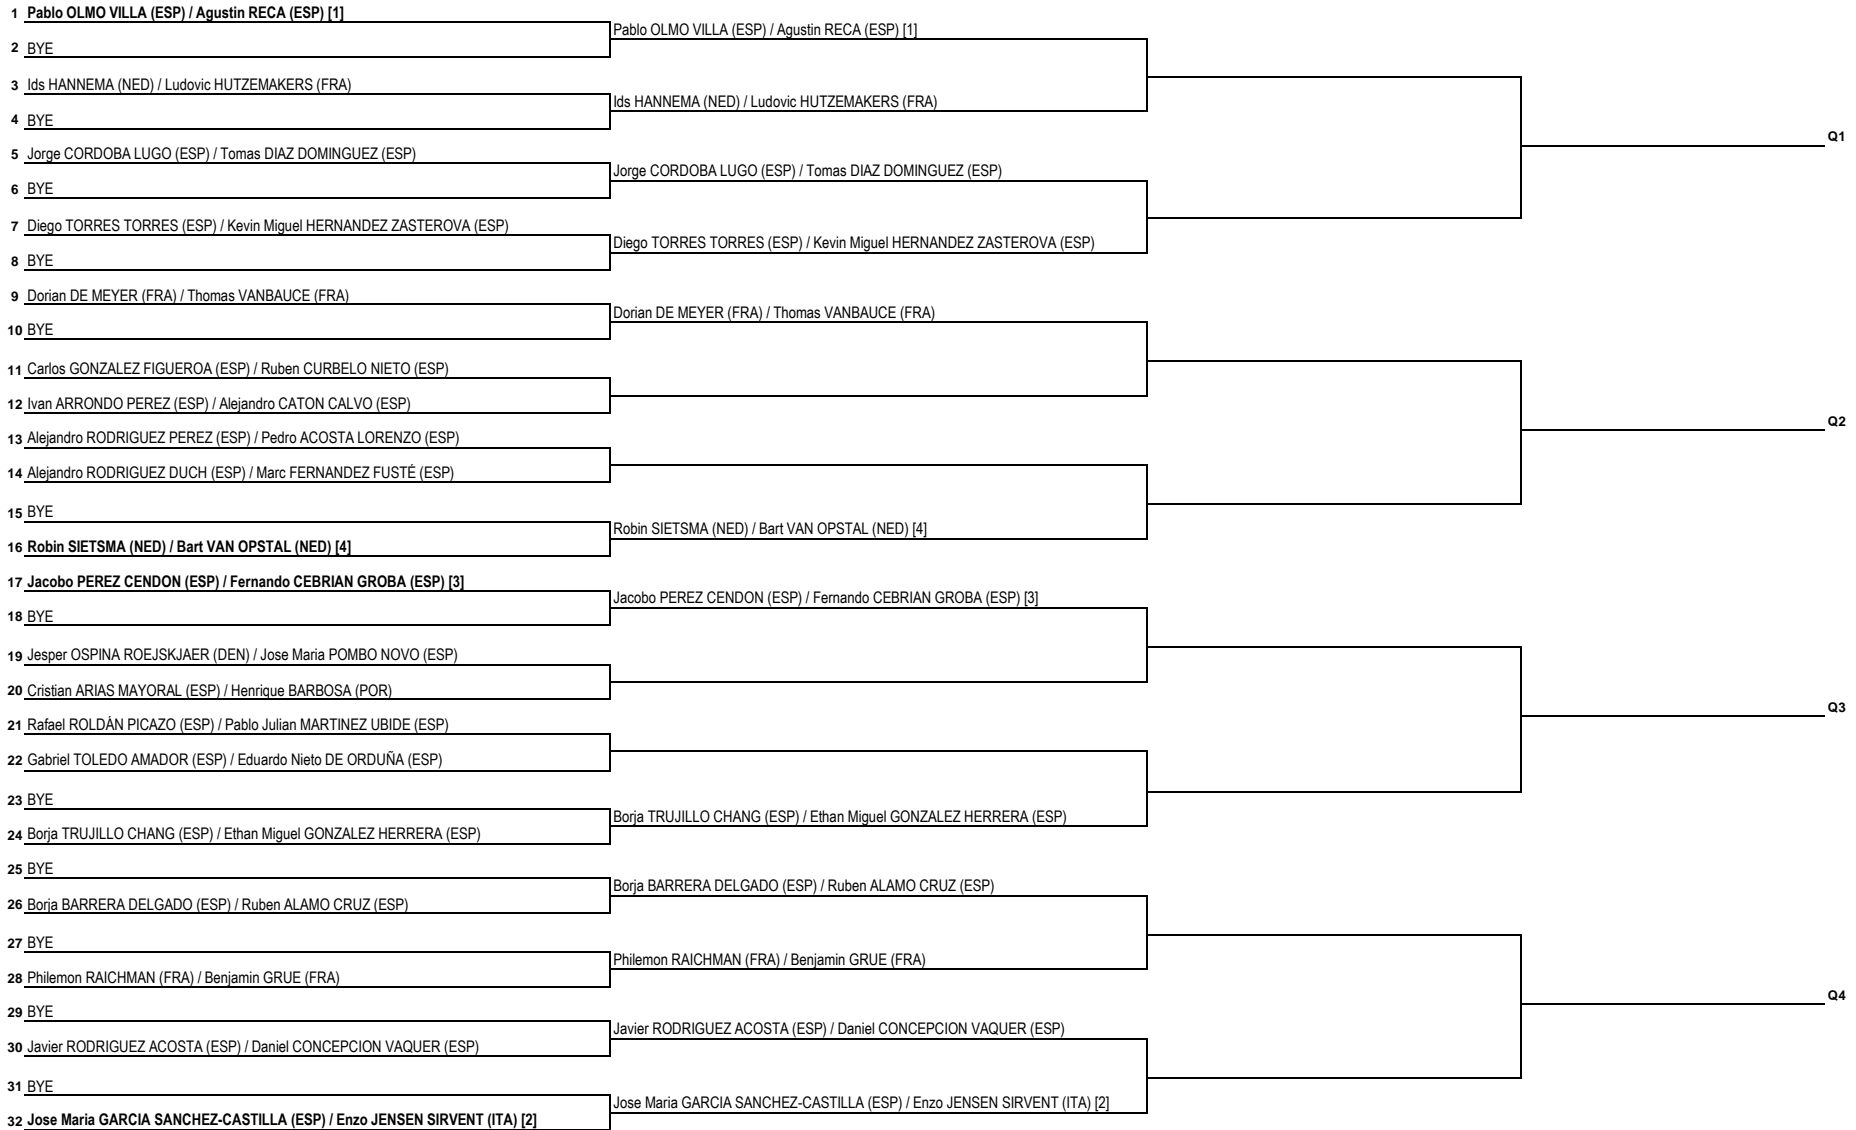 1 Pablo OLMO VILLA (ESP) / Agustin RECA (ESP) [1]
Pablo OLMO VILLA (ESP) / Agustin RECA (ESP) [1]
2 BYE
3 Ids HANNEMA (NED) / Ludovic HUTZEMAKERS (FRA)
Ids HANNEMA (NED) / Ludovic HUTZEMAKERS (FRA)
4 BYE
Q1
5 Jorge CORDOBA LUGO (ESP) / Tomas DIAZ DOMINGUEZ (ESP)
Jorge CORDOBA LUGO (ESP) / Tomas DIAZ DOMINGUEZ (ESP)
6 BYE
7 Diego TORRES TORRES (ESP) / Kevin Miguel HERNANDEZ ZASTEROVA (ESP)
Diego TORRES TORRES (ESP) / Kevin Miguel HERNANDEZ ZASTEROVA (ESP)
8 BYE
9 Dorian DE MEYER (FRA) / Thomas VANBAUCE (FRA)
Dorian DE MEYER (FRA) / Thomas VANBAUCE (FRA)
10 BYE
11 Carlos GONZALEZ FIGUEROA (ESP) / Ruben CURBELO NIETO (ESP)
12 Ivan ARRONDO PEREZ (ESP) / Alejandro CATON CALVO (ESP)
Q2
13 Alejandro RODRIGUEZ PEREZ (ESP) / Pedro ACOSTA LORENZO (ESP)
14 Alejandro RODRIGUEZ DUCH (ESP) / Marc FERNANDEZ FUSTÉ (ESP)
15 BYE
Robin SIETSMA (NED) / Bart VAN OPSTAL (NED) [4]
16 Robin SIETSMA (NED) / Bart VAN OPSTAL (NED) [4]
17 Jacobo PEREZ CENDON (ESP) / Fernando CEBRIAN GROBA (ESP) [3]
Jacobo PEREZ CENDON (ESP) / Fernando CEBRIAN GROBA (ESP) [3]
18 BYE
19 Jesper OSPINA ROEJSKJAER (DEN) / Jose Maria POMBO NOVO (ESP)
20 Cristian ARIAS MAYORAL (ESP) / Henrique BARBOSA (POR)
Q3
21 Rafael ROLDÁN PICAZO (ESP) / Pablo Julian MARTINEZ UBIDE (ESP)
22 Gabriel TOLEDO AMADOR (ESP) / Eduardo Nieto DE ORDUÑA (ESP)
23 BYE
Borja TRUJILLO CHANG (ESP) / Ethan Miguel GONZALEZ HERRERA (ESP)
24 Borja TRUJILLO CHANG (ESP) / Ethan Miguel GONZALEZ HERRERA (ESP)
25 BYE
Borja BARRERA DELGADO (ESP) / Ruben ALAMO CRUZ (ESP)
26 Borja BARRERA DELGADO (ESP) / Ruben ALAMO CRUZ (ESP)
27 BYE
Philemon RAICHMAN (FRA) / Benjamin GRUE (FRA)
28 Philemon RAICHMAN (FRA) / Benjamin GRUE (FRA)
Q4
29 BYE
Javier RODRIGUEZ ACOSTA (ESP) / Daniel CONCEPCION VAQUER (ESP)
30 Javier RODRIGUEZ ACOSTA (ESP) / Daniel CONCEPCION VAQUER (ESP)
31 BYE
Jose Maria GARCIA SANCHEZ-CASTILLA (ESP) / Enzo JENSEN SIRVENT (ITA) [2]
32 Jose Maria GARCIA SANCHEZ-CASTILLA (ESP) / Enzo JENSEN SIRVENT (ITA) [2]